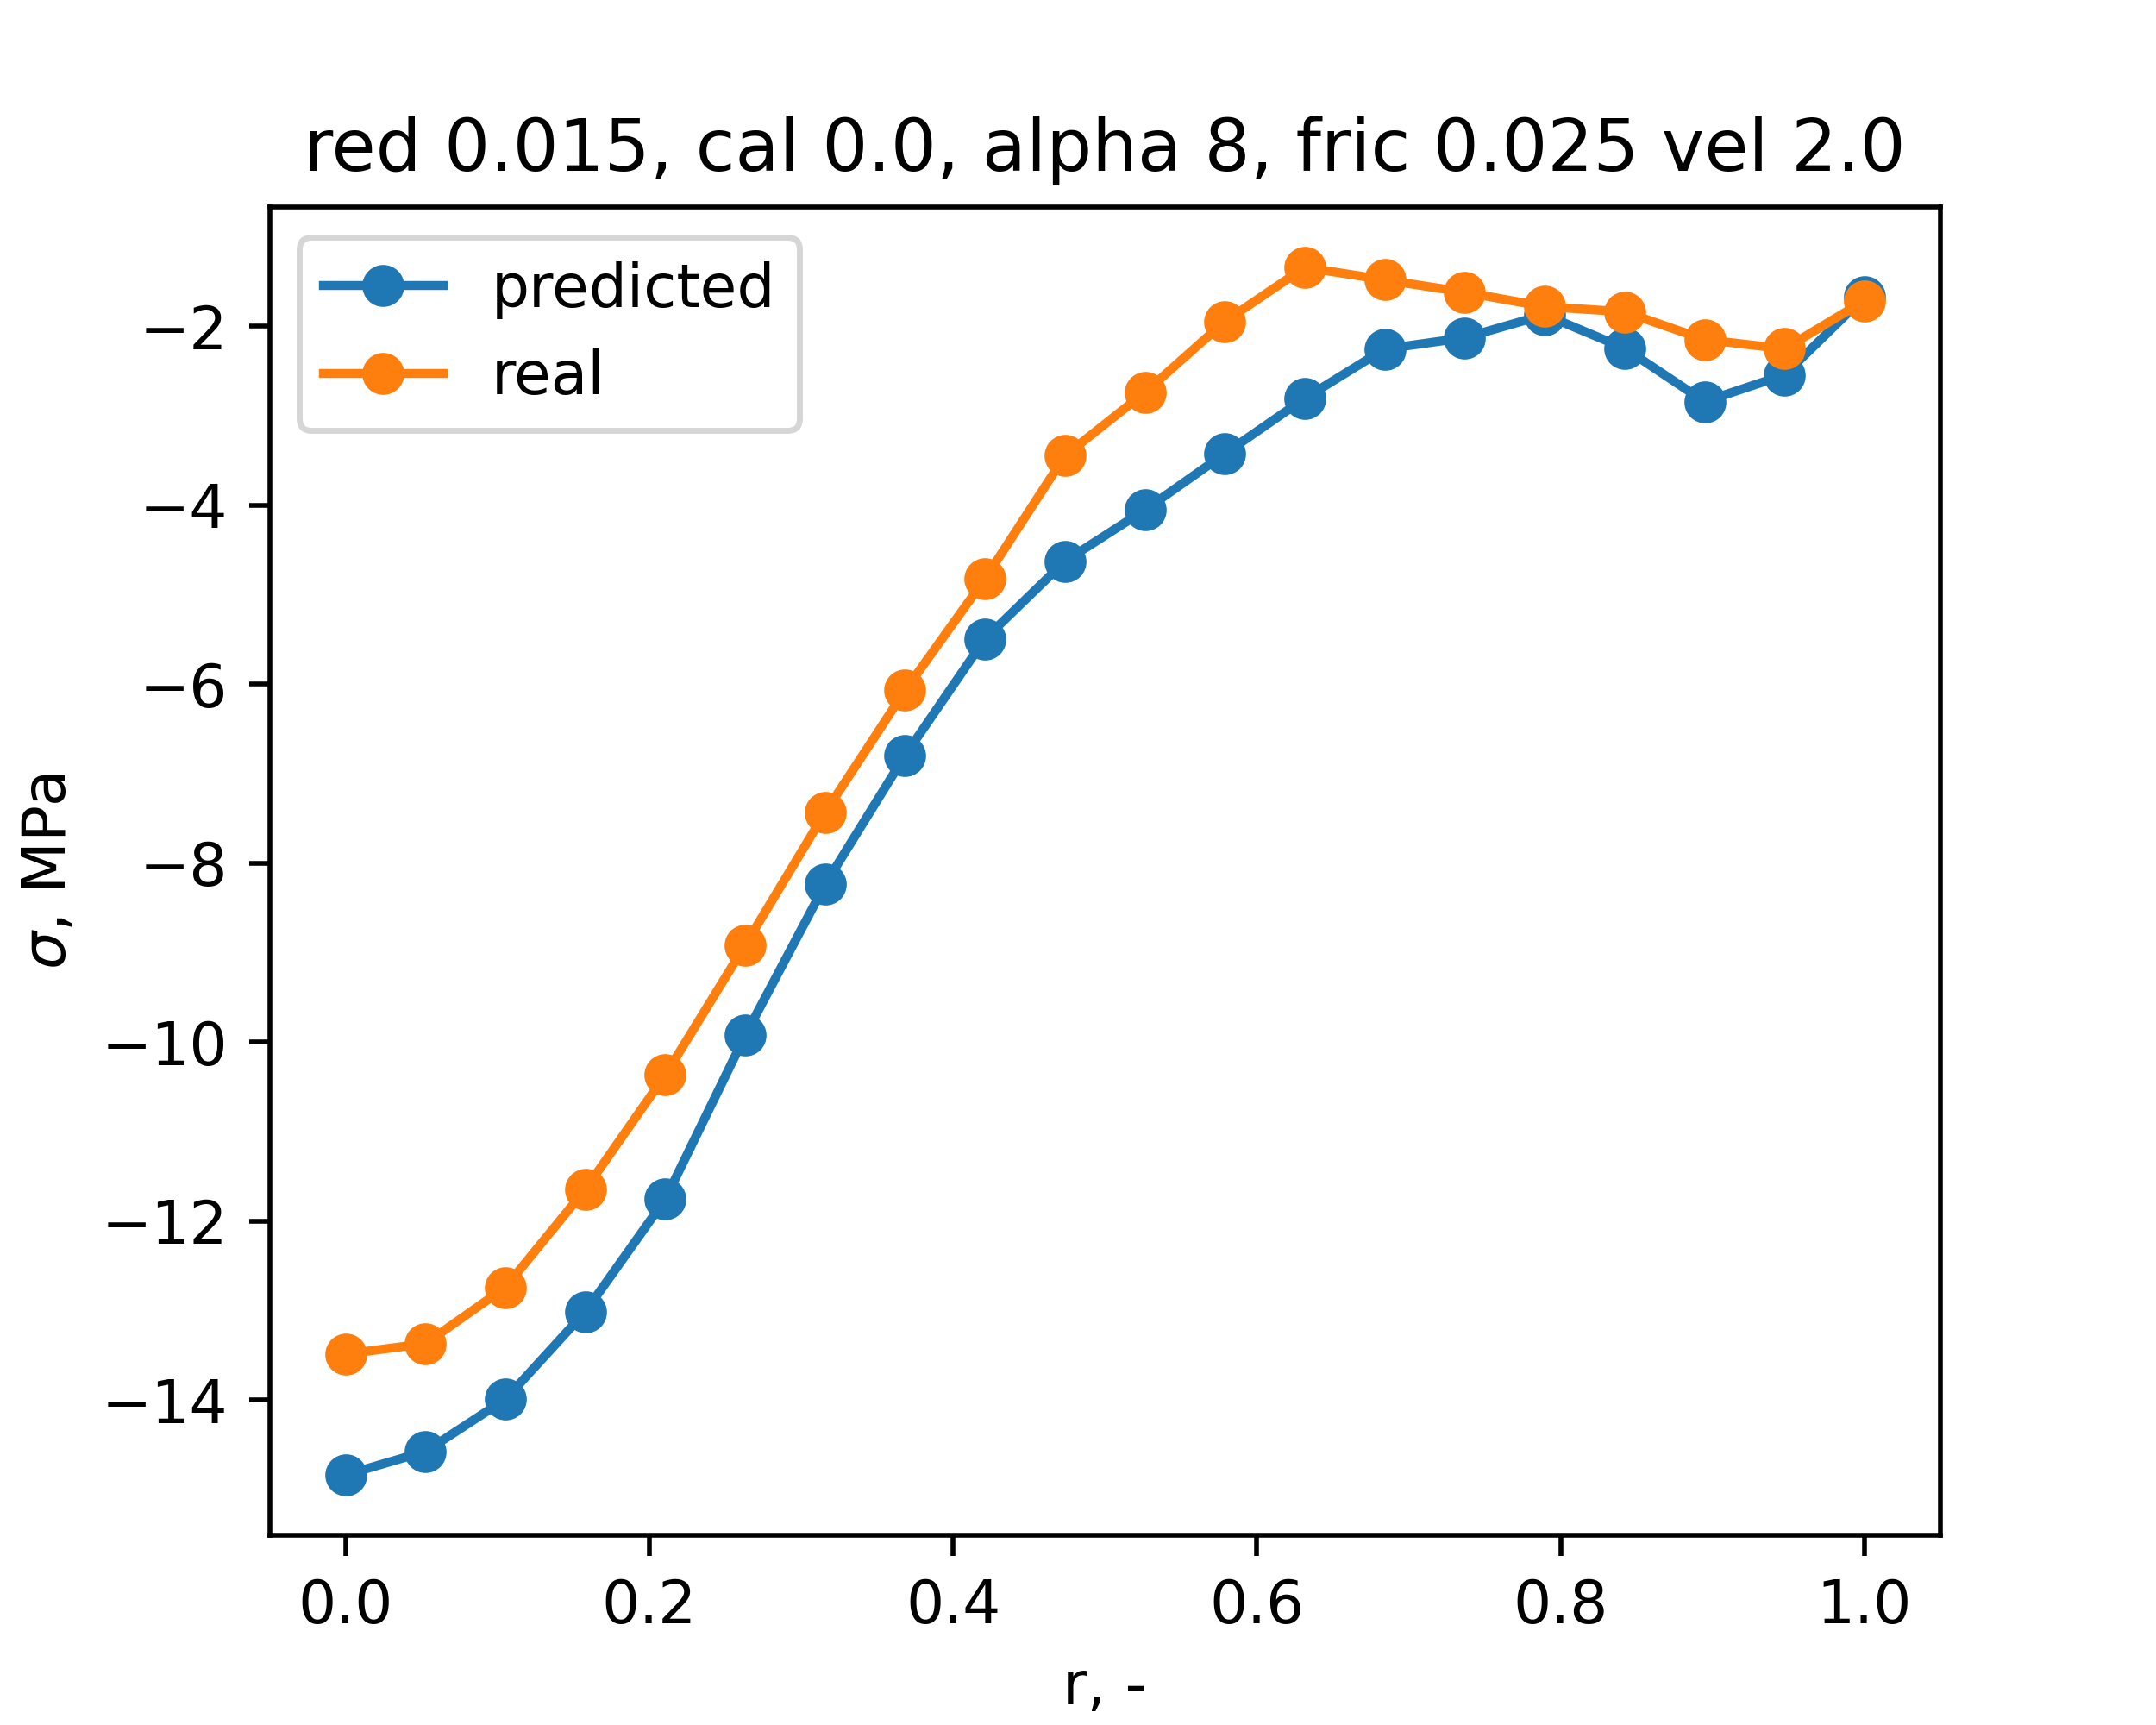 red 0.015, cal 0.0, alpha 8, fric 0.025 vel 2.0
predicted
real
−2
−4
−6
−8
−10
−12
−14
σ, MPa
0.0 0.2 0.4 0.6 0.8 1.0
r, -